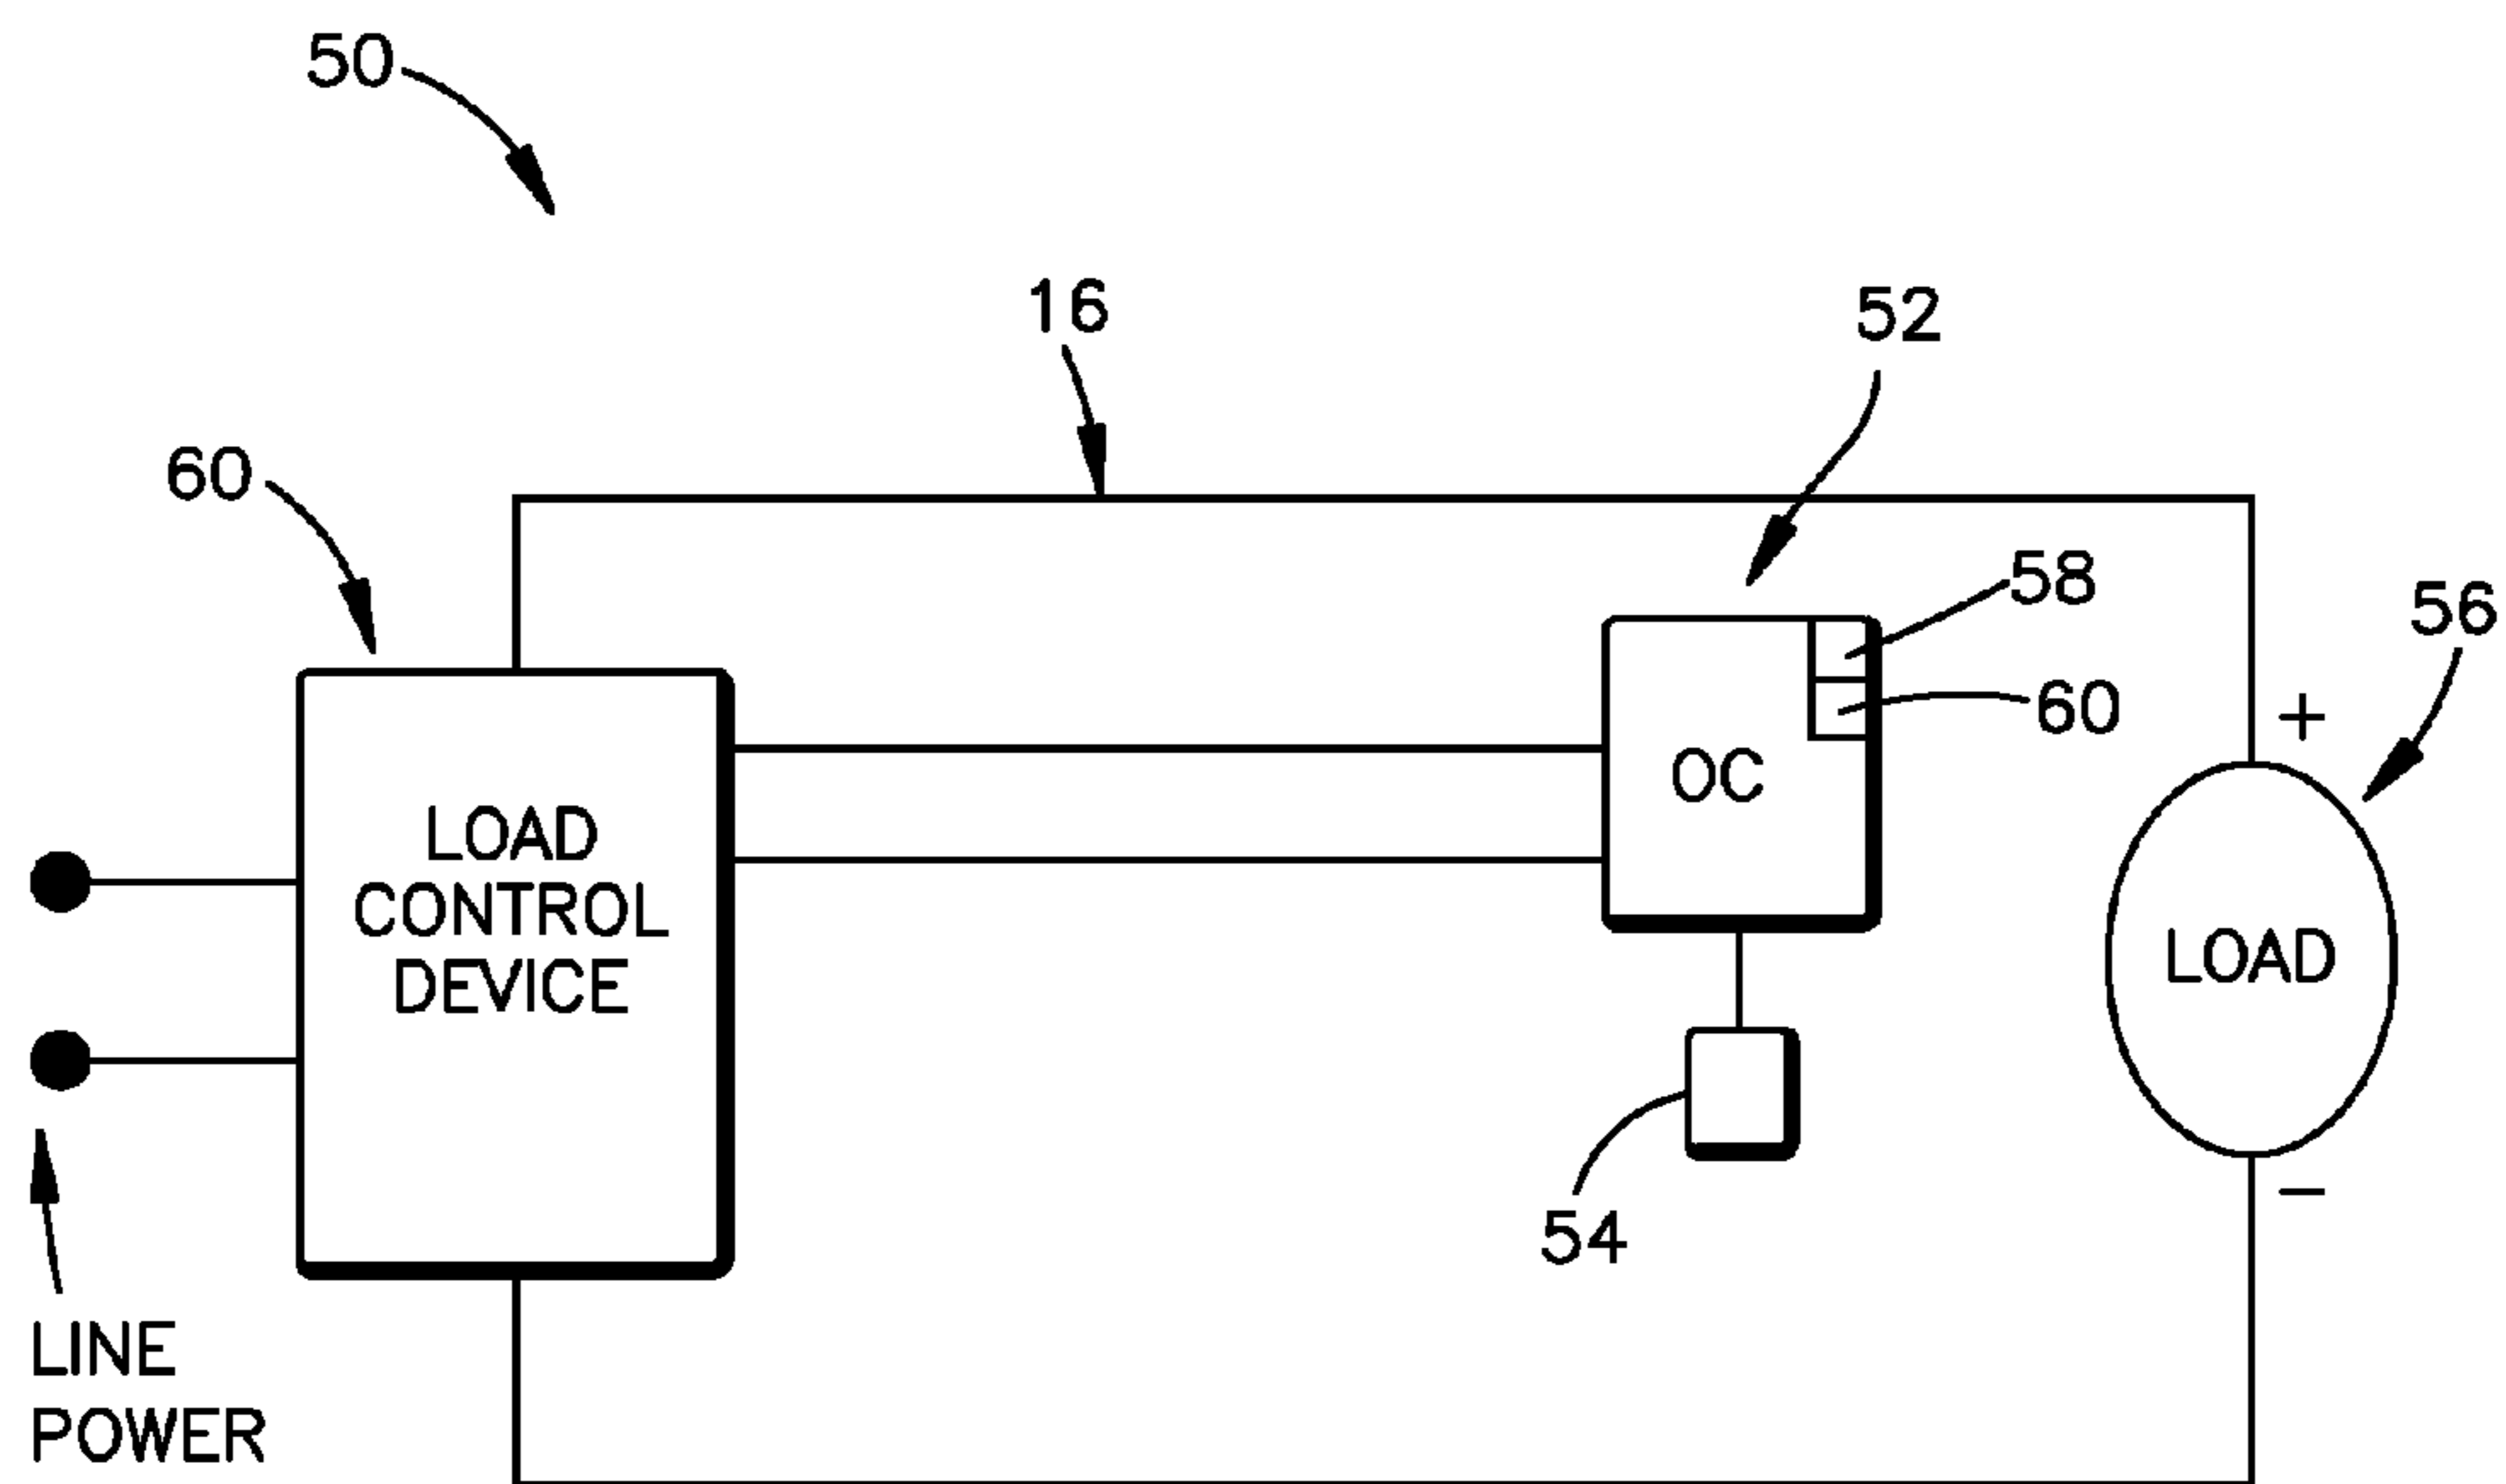 50
16
52
60
58
56
60
+
OC
LOAD
CONTROL
DEVICE
LOAD
54
−
LINE
POWER